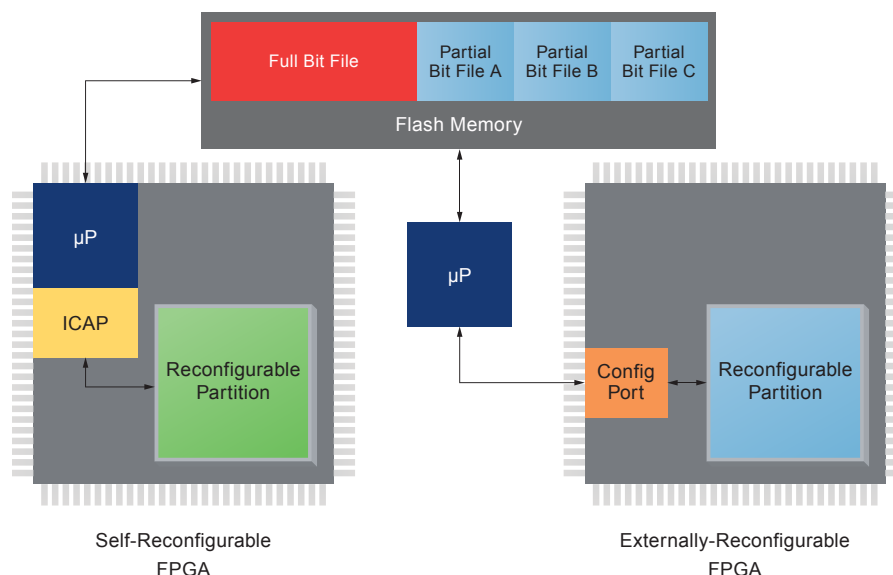 Full Bit File
Partial
Bit File A
Partial
Bit File B
Partial
Bit File C
Flash Memory
µP
ICAP
Reconfigurable
Partition
µP
Config
Port
Reconfigurable
Partition
Self-Reconfigurable
FPGA
Externally-Reconfigurable
FPGA